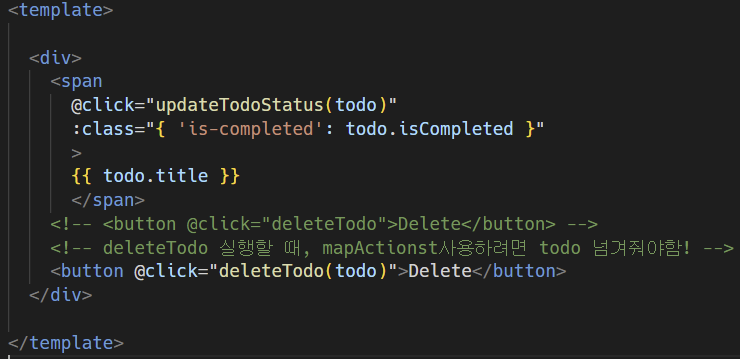 <template>
<div>
<span
@click="updateTodoStatus(todo)"
:class="{ 'is-completed': todo.isCompleted }"
>
{{ todo.title }}
</span>
<!-- <button @click="deleteTodo">Delete</button> -->
<!-- deleteTodo 실행할 때, mapActionst사용하려면 todo 넘겨줘야함! -->
<button @click="deleteTodo(todo)">Delete</button>
</div>
</template>